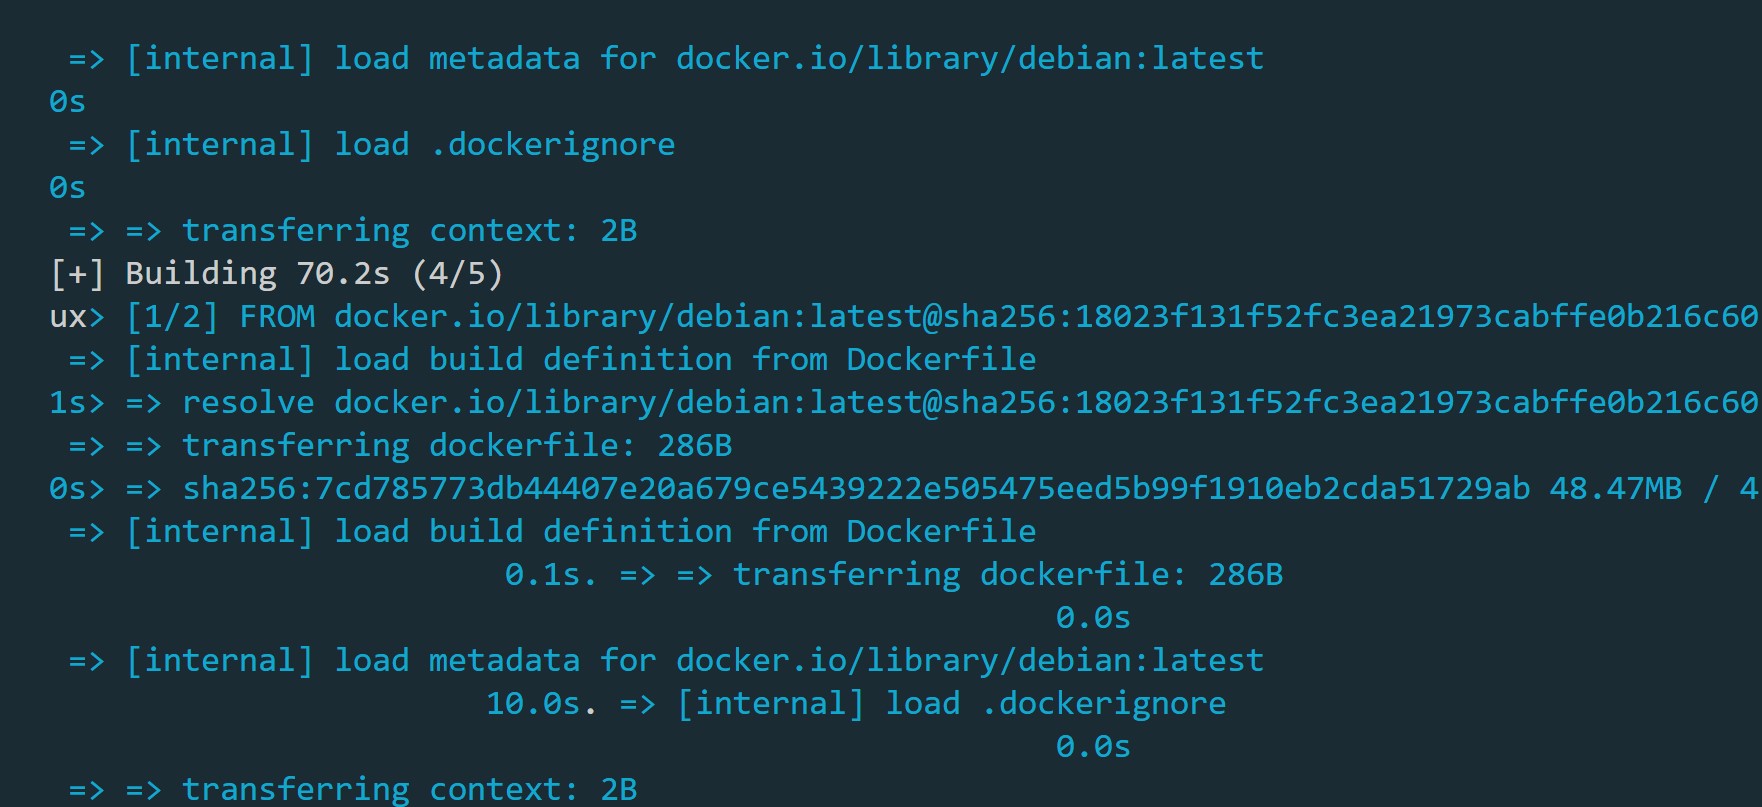 => [internal] load metadata for docker.io/library/debian:latest
0s
=> [internal] load .dockerignore
0s
=> => transferring context: 2B
[+] Building 70.2s (4/5)
ux> [1/2] FROM docker.io/library/debian:latest@sha256:18023f131f52fc3ea21973cabffe0b216c60
=> [internal] load build definition from Dockerfile
1s> => resolve docker.io/library/debian:latest@sha256:18023f131f52fc3ea21973cabffe0b216c60
=> => transferring dockerfile: 286B
0s> => sha256:7cd785773db44407e20a679ce5439222e505475eed5b99f1910eb2cda51729ab 48.47MB / 4
=> [internal] load build definition from Dockerfile
0.1s. => => transferring dockerfile: 286B
0.0s
=> [internal] load metadata for docker.io/library/debian:latest
10.0s. => [internal] load .dockerignore
0.0s
=> => transferring context: 2B